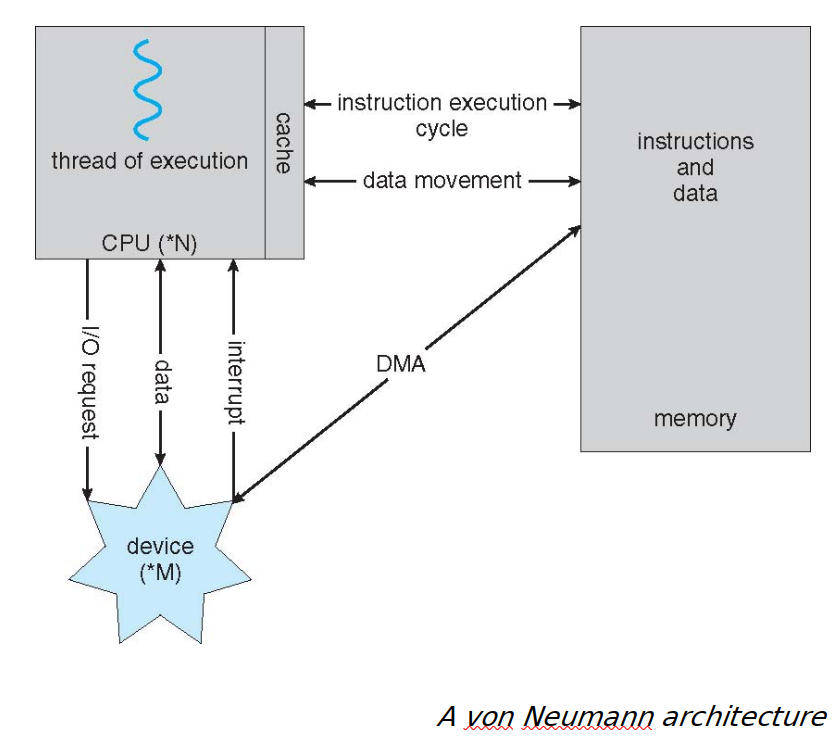 thread of execution
cache
CPU (*N)
instruction execution
cycle
data movement
instructions
and
data
memory
I/O request
data
interrupt
DMA
device
(*M)
A von Neumann architecture